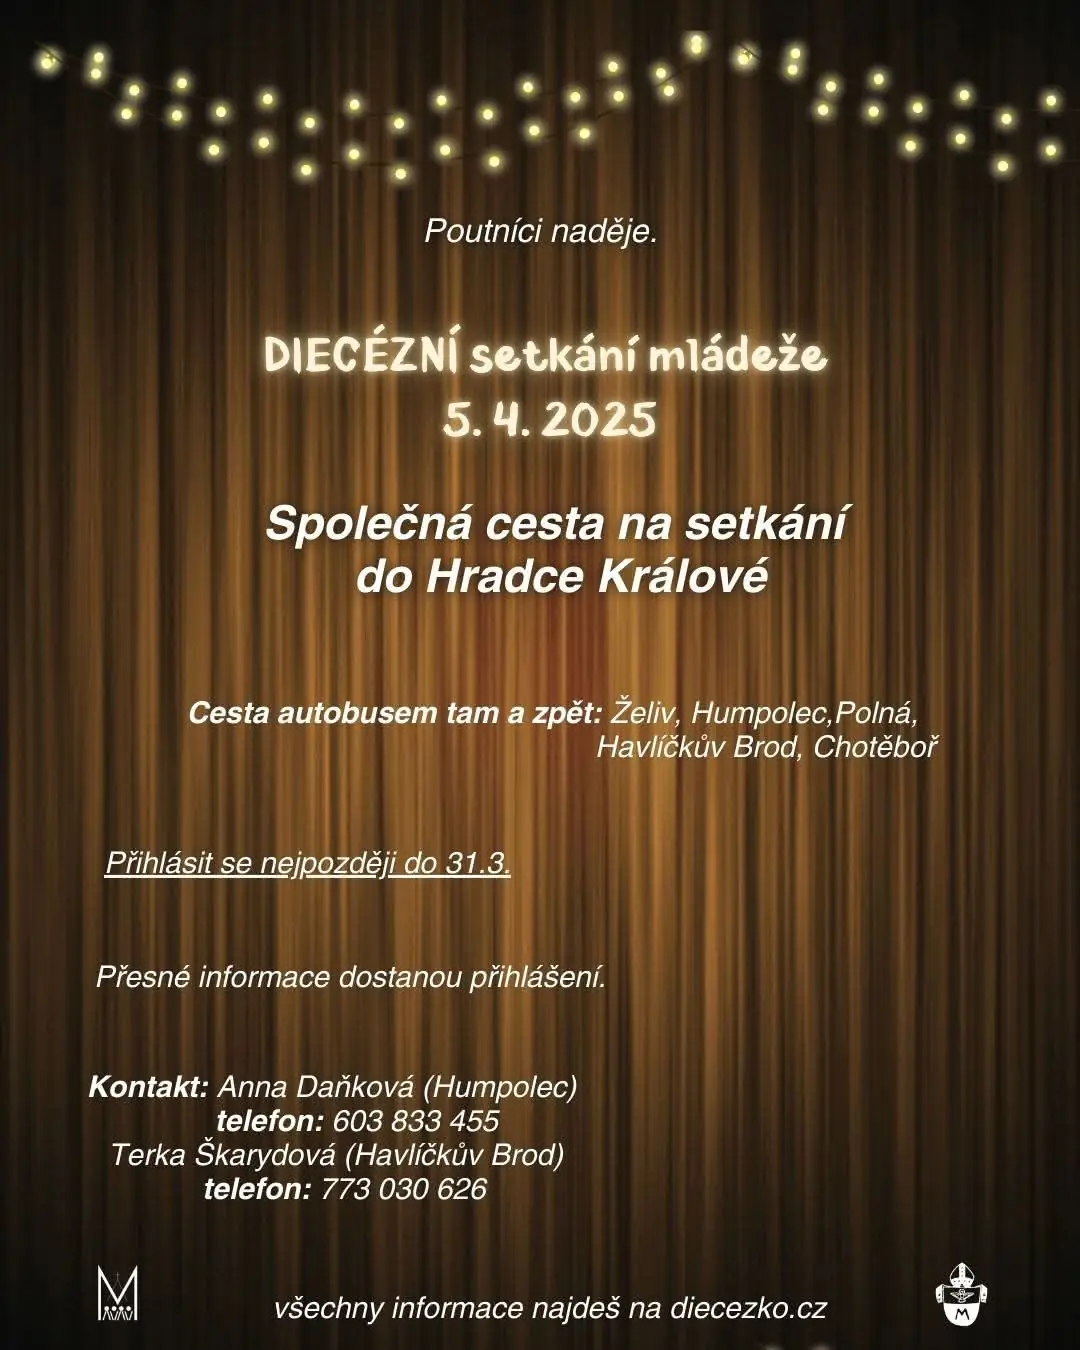 Poutníci naděje.
DIECÉZNÍ setkání mládeže
5. 4. 2025
Společná cesta na setkání
do Hradce Králové
Cesta autobusem tam a zpět: Želiv, Humpolec,Polná,
Havlíčkův Brod, Chotěboř
Přihlásit se nejpozději do 31.3.
Přesné informace dostanou přihlášení.
Kontakt: Anna Daňková (Humpolec)
telefon: 603 833 455
Terka Škarydová (Havlíčkův Brod)
telefon: 773 030 626
všechny informace najdeš na diecezko.cz